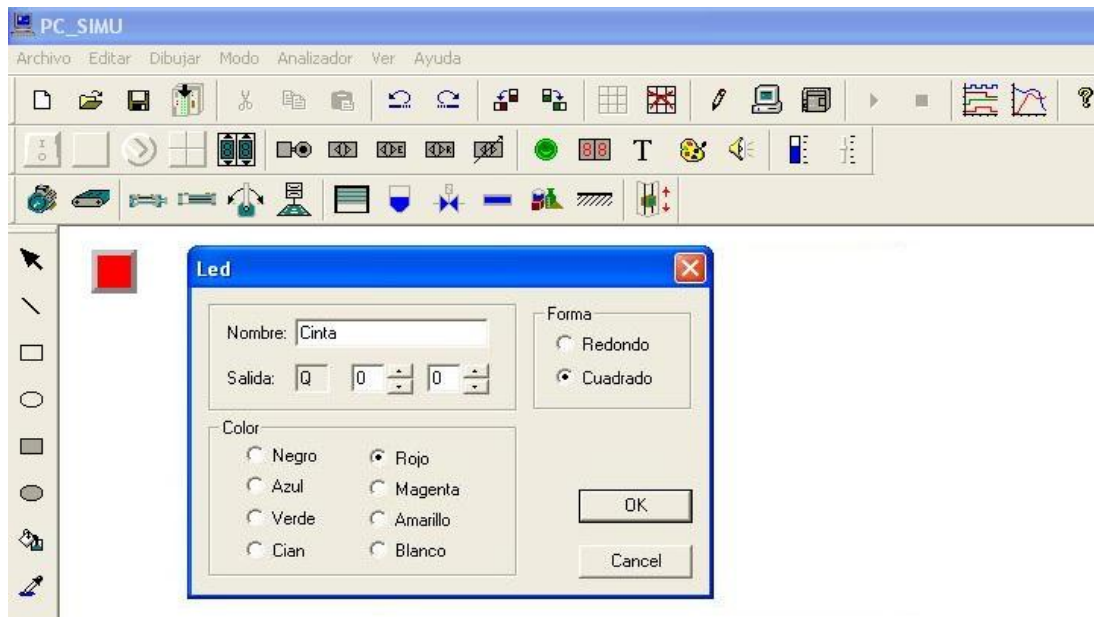 PC_SIMU
Archivo Editar Dibujar Modo Analizador Ver Ayuda
T
Led
Nombre: Cinta
Salida: Q 0 0
Forma
Redondo
Cuadrado
Color
Negro Rojo
Azul Magenta
Verde Amarillo
Cian Blanco
OK
Cancel